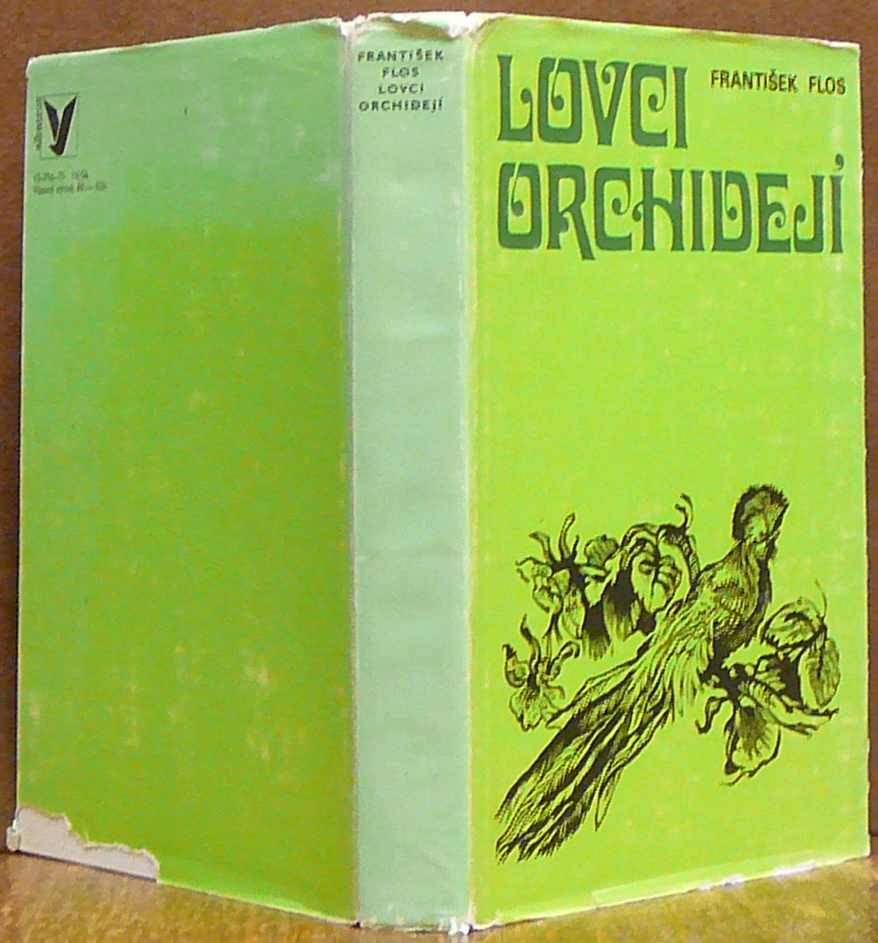 FRANTIŠEK
FLOS
LOVCI
ORCHIDEJÍ
LOVCI
FRANTIŠEK FLOS
ORCHIDEJÍ